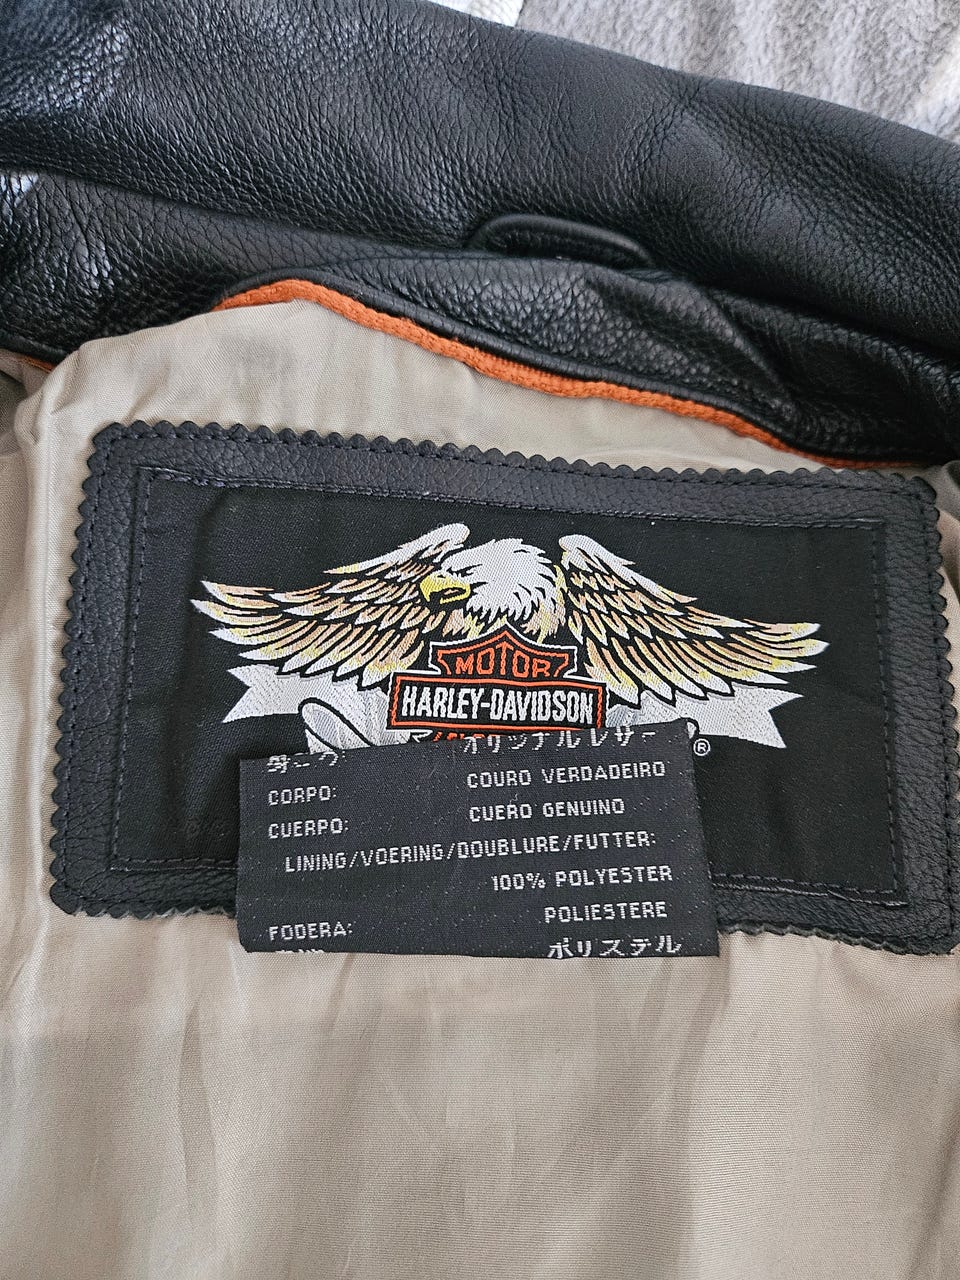 MOTOR
HARLEY-DAVIDSON
®
オリジナルレザー
CORPO: COURO VERDADEIRO
CUERPO: CUERO GENUINO
LINING/VOERING/DOUBLURE/FUTTER:
100% POLYESTER
FODERA: POLIESTERE
ポリステル